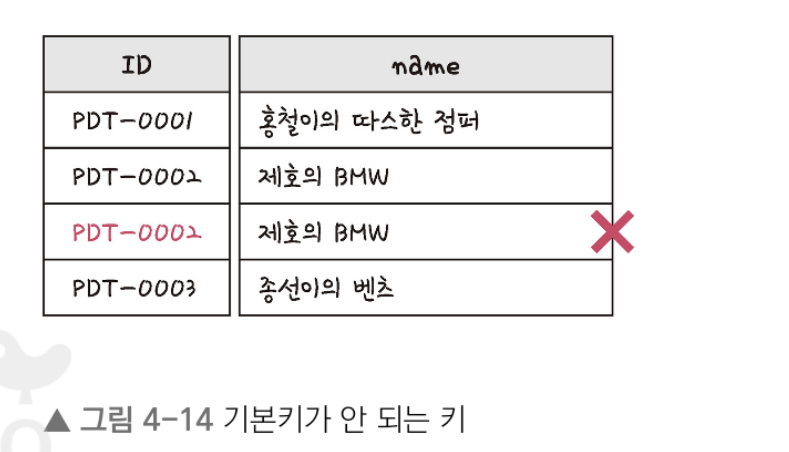 ID name
PDT-0001 홍철이의 따스한 점퍼
PDT-0002 제호의 BMW
PDT-0002 제호의 BMW
PDT-0003 종선이의 벤츠
▲ 그림 4-14 기본키가 안 되는 키